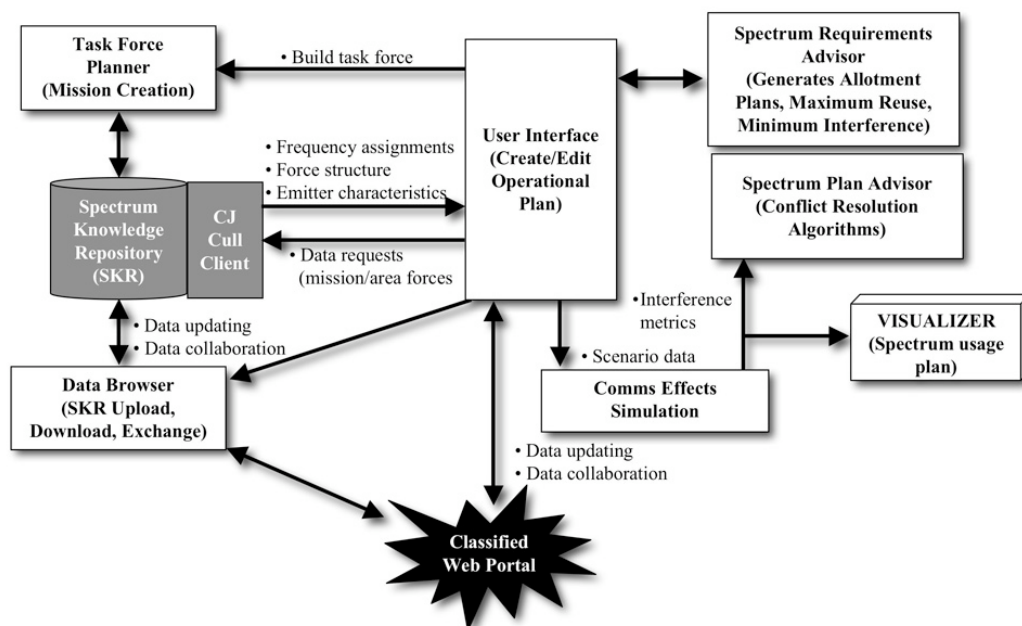 Task Force
Planner
(Mission Creation)
• Build task force
User Interface
(Create/Edit
Operational
Plan)
Spectrum Requirements
Advisor
(Generates Allotment
Plans, Maximum Reuse,
Minimum Interference)
• Frequency assignments
• Force structure
• Emitter characteristics
Spectrum
Knowledge
Repository
(SKR)
CJ
Cull
Client
• Data requests
(mission/area forces
Spectrum Plan Advisor
(Conflict Resolution
Algorithms)
• Interference
metrics
VISUALIZER
(Spectrum usage
plan)
• Data updating
• Data collaboration
• Scenario data
Data Browser
(SKR Upload,
Download, Exchange)
Comms Effects
Simulation
• Data updating
• Data collaboration
Classified
Web Portal